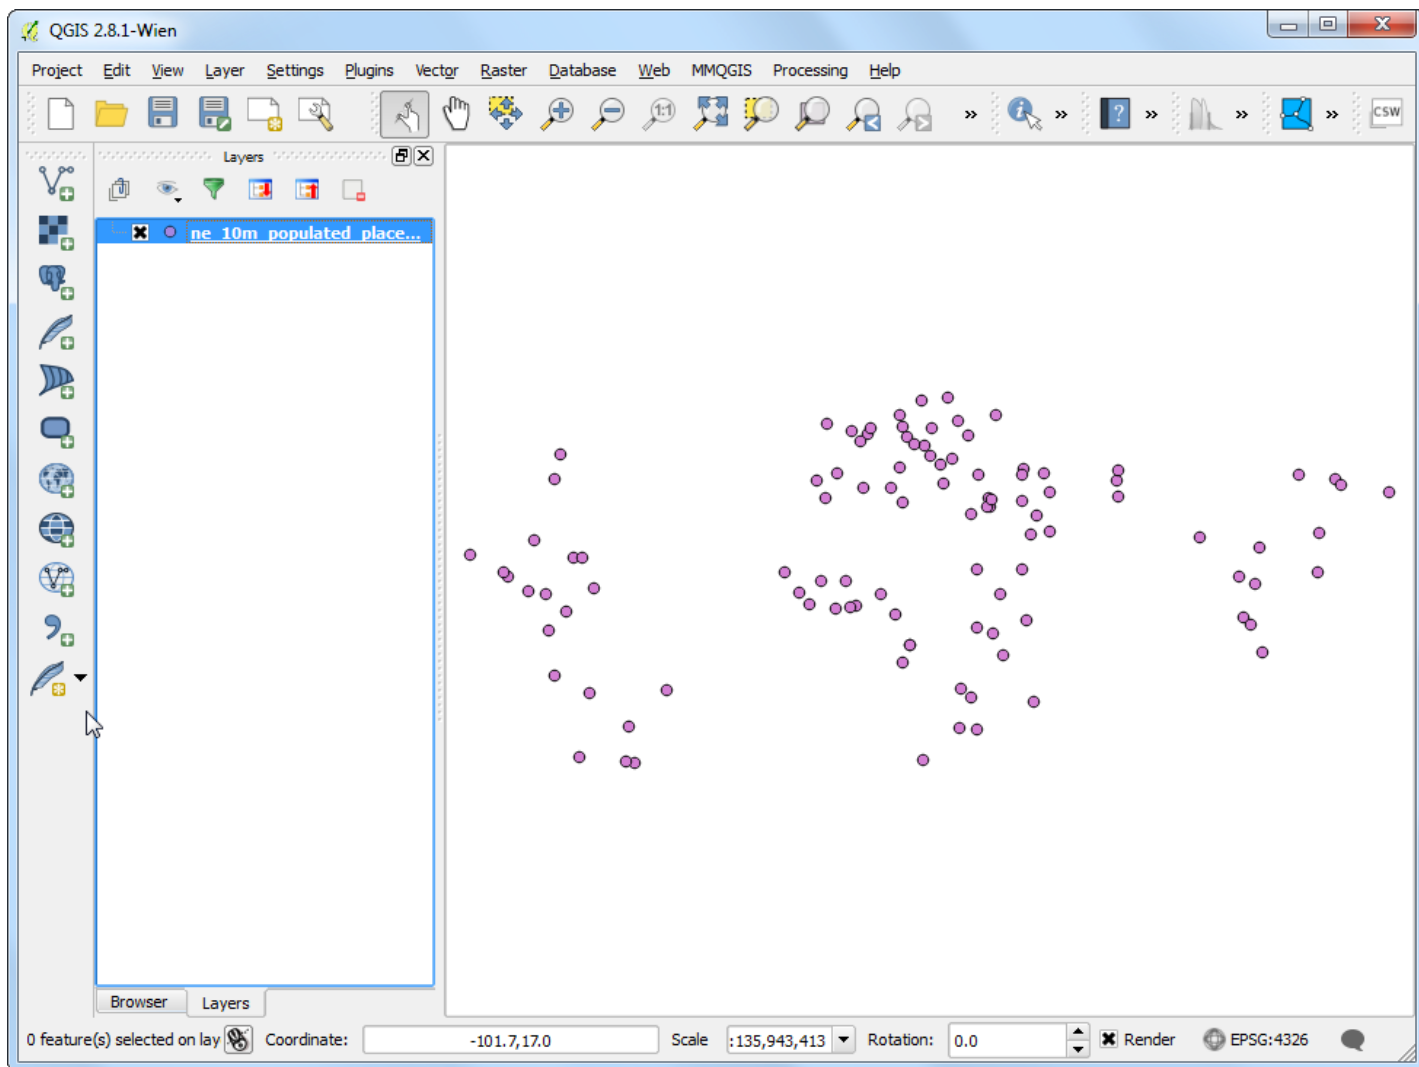 QGIS 2.8.1-Wien
Project Edit View Layer Settings Plugins Vector Raster Database Web MMQGIS Processing Help
1:1 » » ? » » » CSW
Layers
ne_10m_populated_place...
Browser Layers
0 feature(s) selected on lay Coordinate: -101.7,17.0 Scale :135,943,413 Rotation: 0.0 Render EPSG:4326